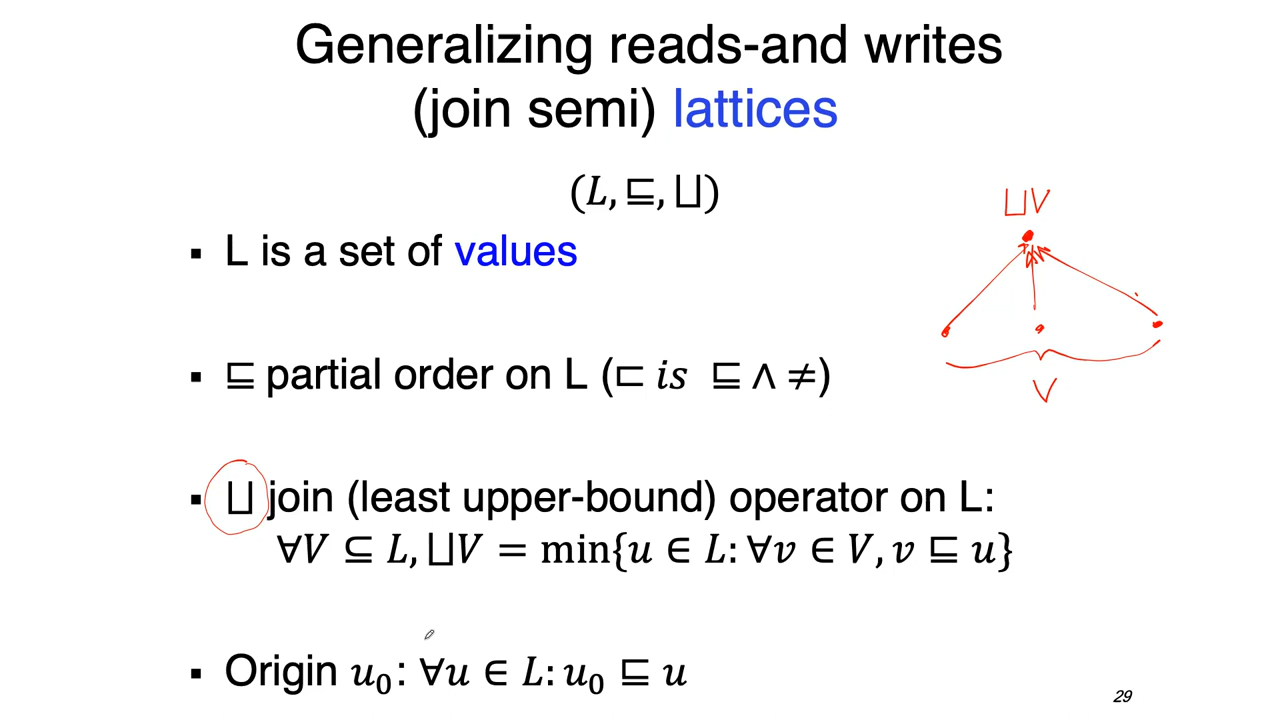 Generalizing reads-and writes
(join semi) lattices
(L, ⊑, ⊔)
▪ L is a set of values
▪ ⊑ partial order on L (⊏ is ⊑ ∧ ≠)
▪ ⊔ join (least upper-bound) operator on L:
∀V ⊆ L, ⊔V = min{u ∈ L: ∀v ∈ V, v ⊑ u}
▪ Origin u₀: ∀u ∈ L: u₀ ⊑ u
⊔V
V
29